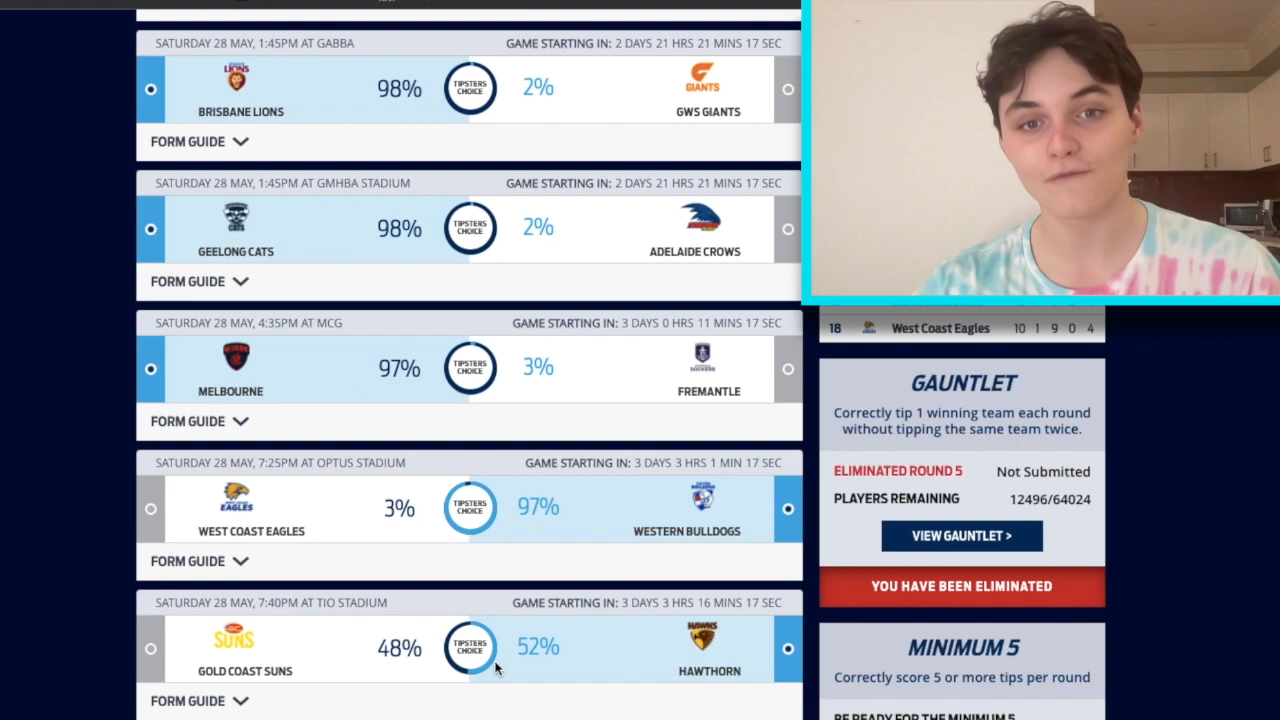 SATURDAY 28 MAY, 1:45PM AT GABBA
GAME STARTING IN: 2 DAYS 21 HRS 21 MINS 17 SEC
LIONS
98%
TIPSTERS
CHOICE
2%
GIANTS
BRISBANE LIONS
GWS GIANTS
FORM GUIDE
SATURDAY 28 MAY, 1:45PM AT GMHBA STADIUM
GAME STARTING IN: 2 DAYS 21 HRS 21 MINS 17 SEC
CATS
98%
TIPSTERS
CHOICE
2%
GEELONG CATS
ADELAIDE CROWS
FORM GUIDE
SATURDAY 28 MAY, 4:35PM AT MCG
GAME STARTING IN: 3 DAYS 0 HRS 11 MINS 17 SEC
97%
TIPSTERS
CHOICE
3%
DOCKERS
MELBOURNE
FREMANTLE
FORM GUIDE
SATURDAY 28 MAY, 7:25PM AT OPTUS STADIUM
GAME STARTING IN: 3 DAYS 3 HRS 1 MIN 17 SEC
EAGLES
3%
TIPSTERS
CHOICE
97%
WEST COAST EAGLES
WESTERN BULLDOGS
FORM GUIDE
SATURDAY 28 MAY, 7:40PM AT TIO STADIUM
GAME STARTING IN: 3 DAYS 3 HRS 16 MINS 17 SEC
SUNS
48%
TIPSTERS
CHOICE
52%
HAWKS
GOLD COAST SUNS
HAWTHORN
FORM GUIDE
18 West Coast Eagles 10 1 9 0 4
GAUNTLET
Correctly tip 1 winning team each round
without tipping the same team twice.
ELIMINATED ROUND 5 Not Submitted
PLAYERS REMAINING 12496/64024
VIEW GAUNTLET >
YOU HAVE BEEN ELIMINATED
MINIMUM 5
Correctly score 5 or more tips per round
BE READY FOR THE MINIMUM 5